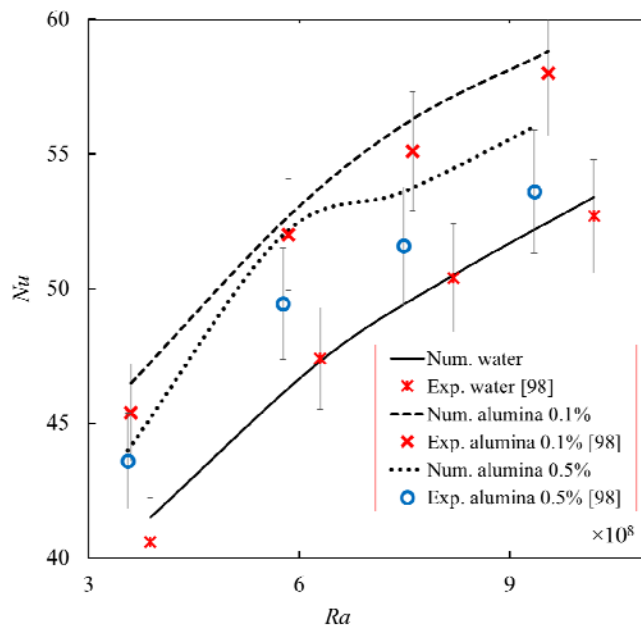 60
55
50
45
40
Nu
Num. water
Exp. water [98]
Num. alumina 0.1%
Exp. alumina 0.1% [98]
Num. alumina 0.5%
Exp. alumina 0.5% [98]
×10⁸
3 6 9
Ra